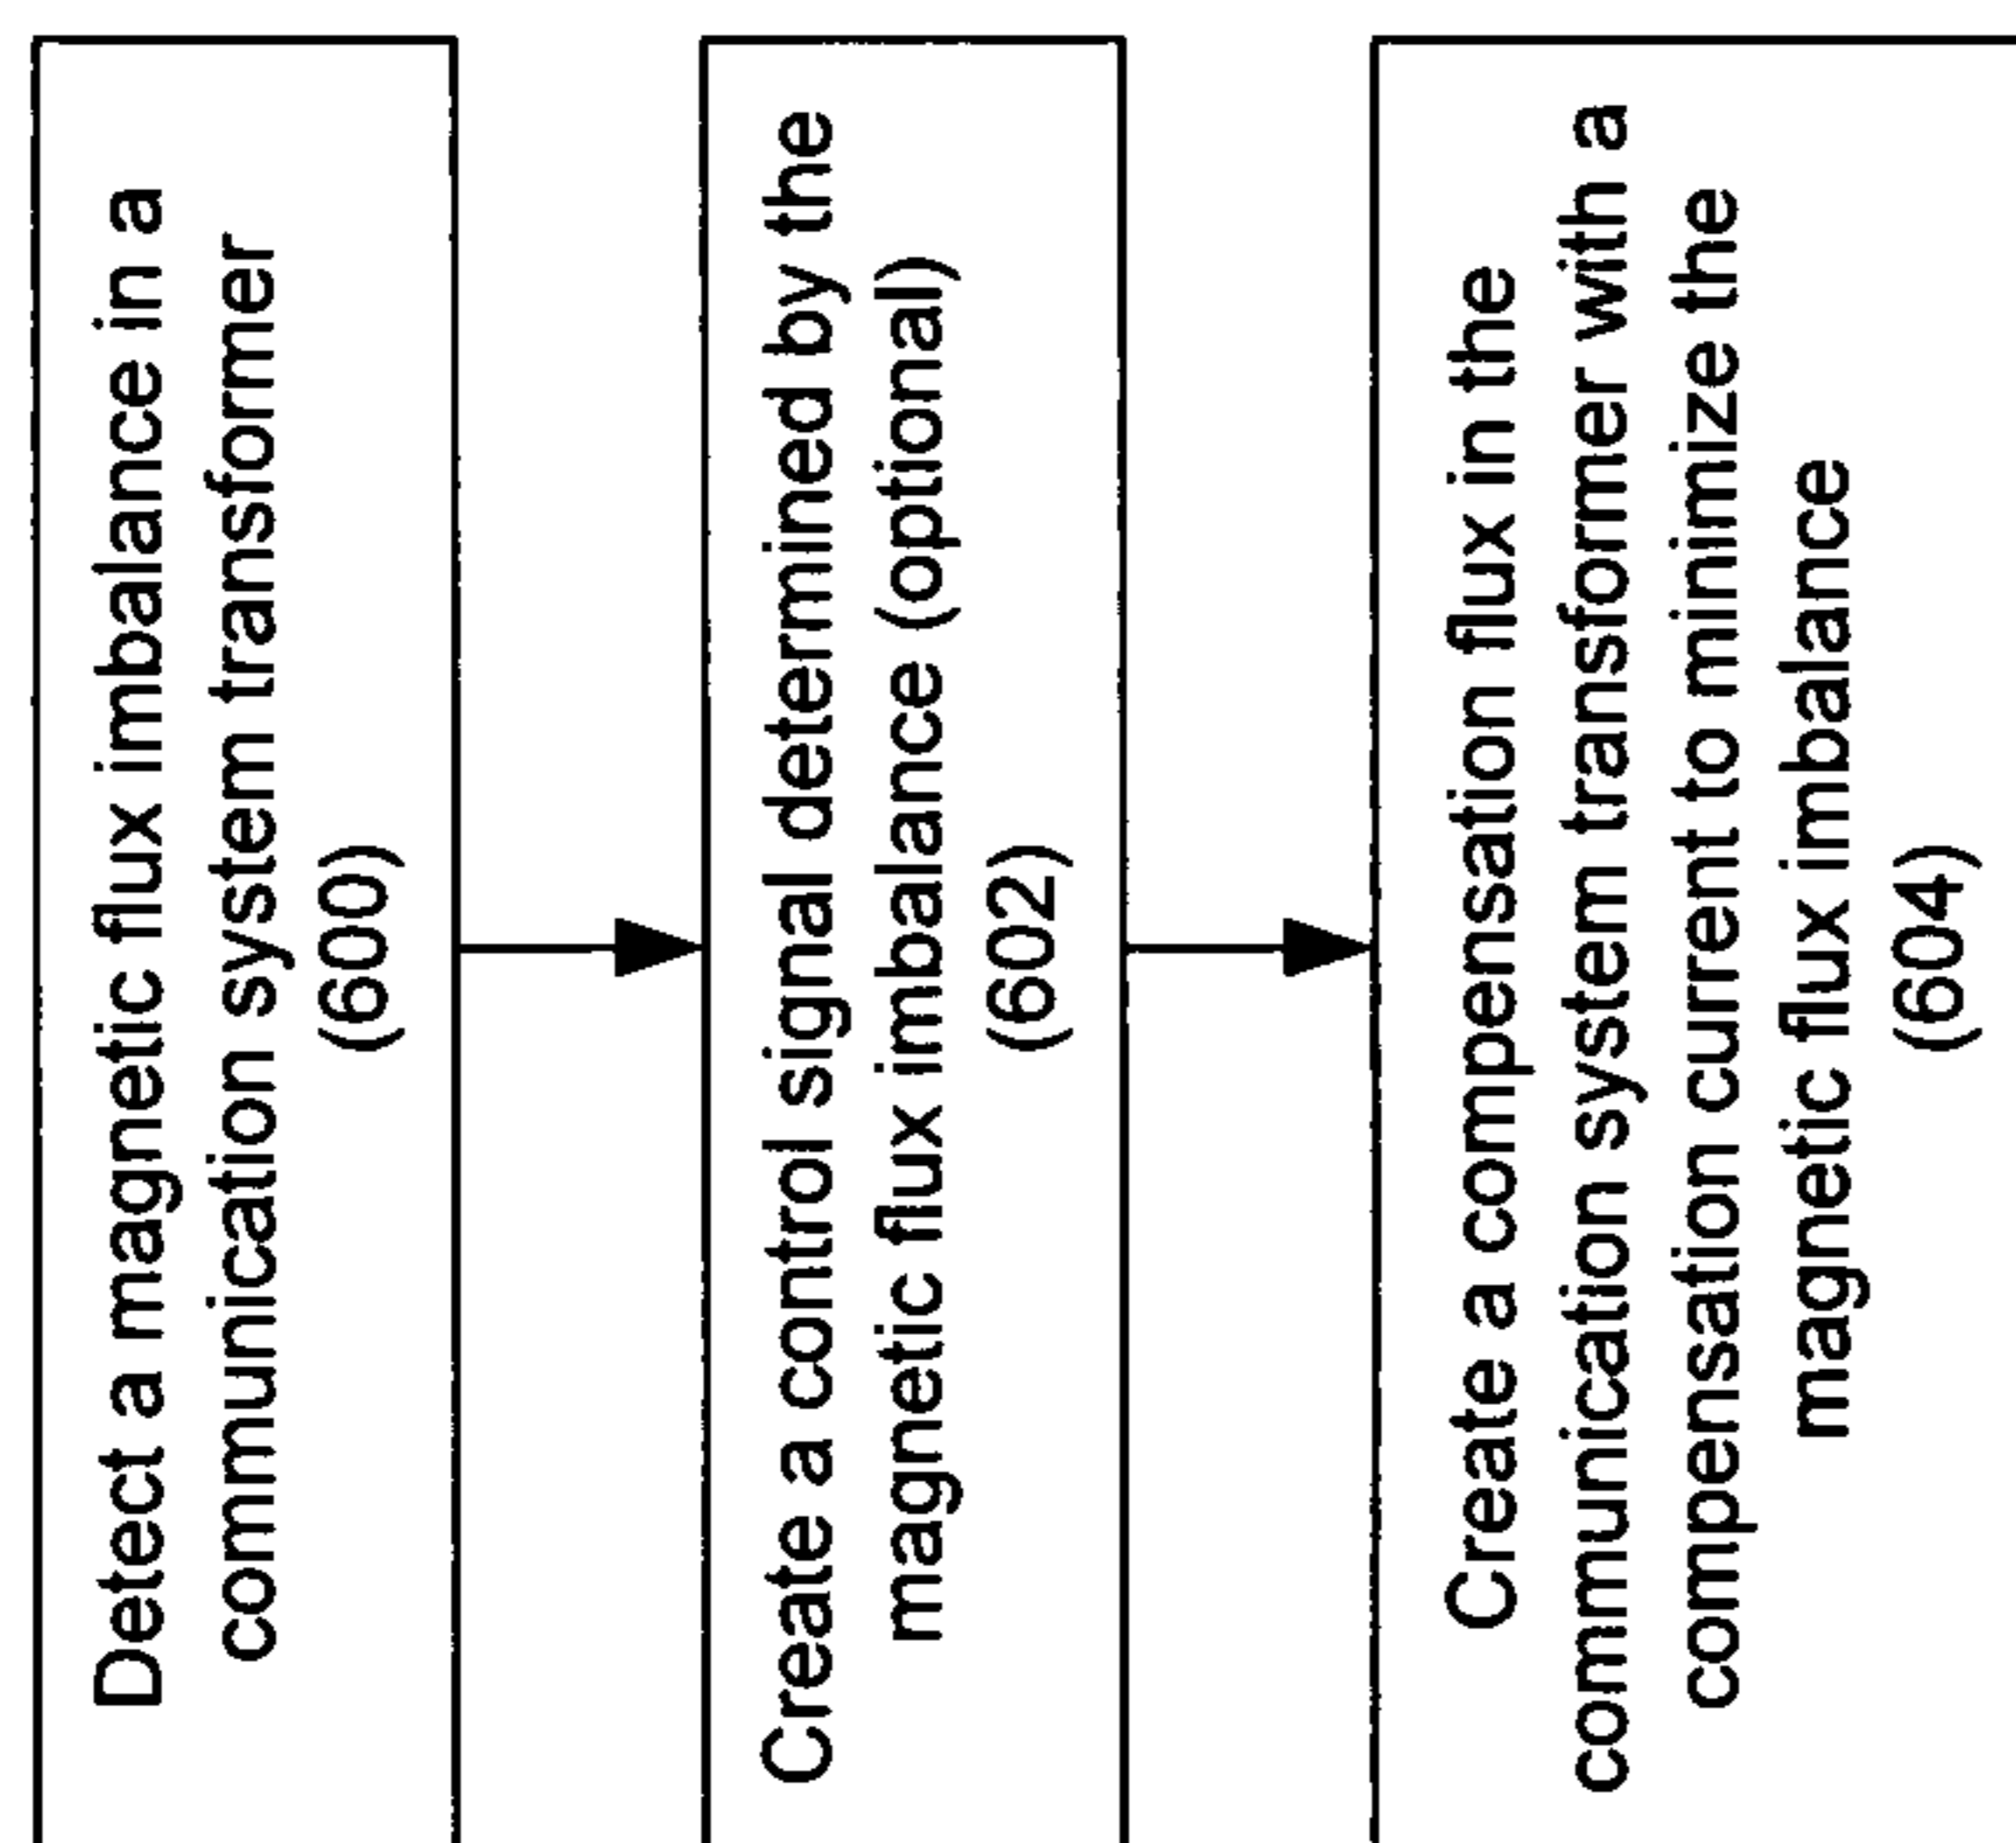 Detect a magnetic flux imbalance in a
communication system transformer
(600)
Create a control signal determined by the
magnetic flux imbalance (optional)
(602)
Create a compensation flux in the
communication system transformer with a
compensation current to minimize the
magnetic flux imbalance
(604)